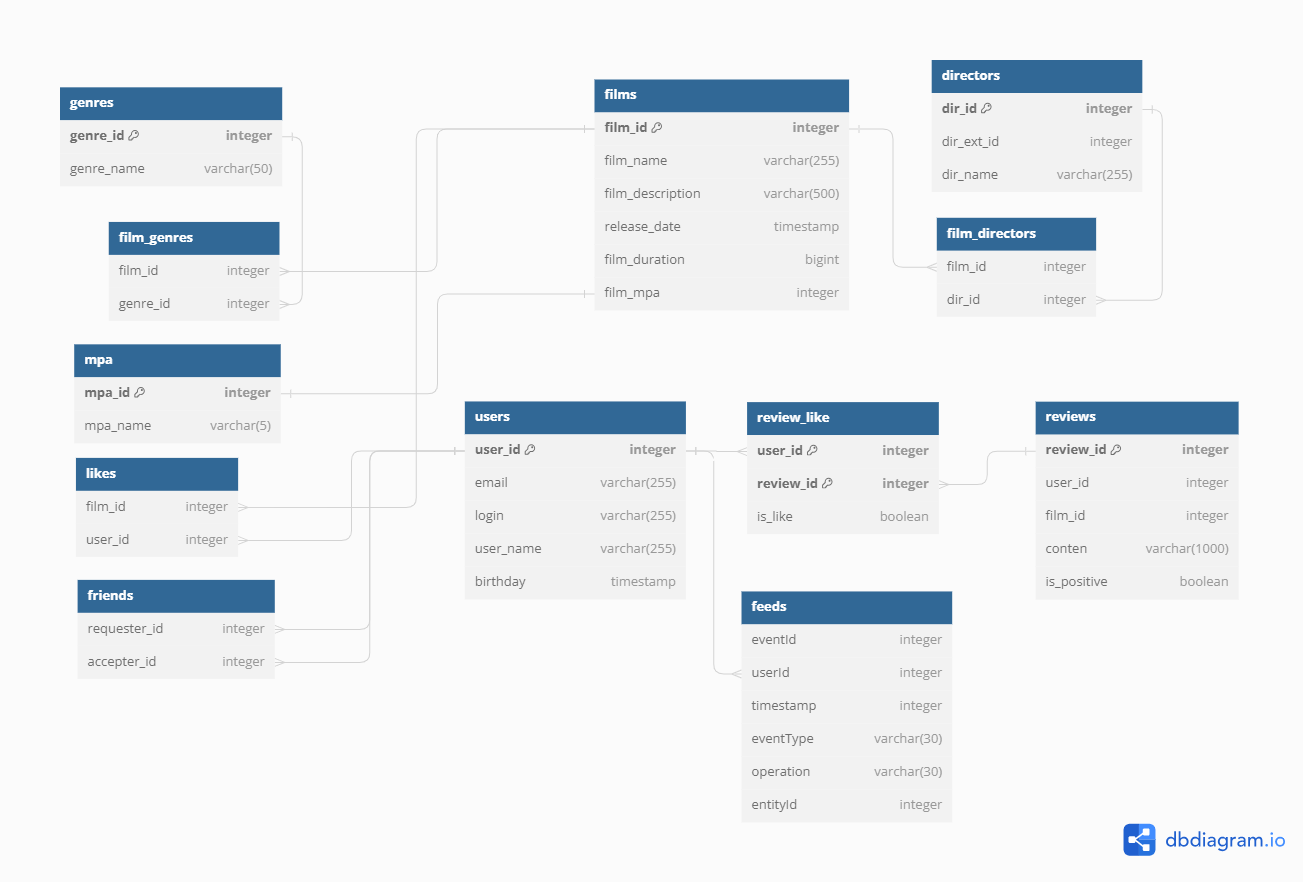 genres
genre_id integer
genre_name varchar(50)
film_genres
film_id integer
genre_id integer
mpa
mpa_id integer
mpa_name varchar(5)
likes
film_id integer
user_id integer
friends
requester_id integer
accepter_id integer
films
film_id integer
film_name varchar(255)
film_description varchar(500)
release_date timestamp
film_duration bigint
film_mpa integer
users
user_id integer
email varchar(255)
login varchar(255)
user_name varchar(255)
birthday timestamp
directors
dir_id integer
dir_ext_id integer
dir_name varchar(255)
film_directors
film_id integer
dir_id integer
review_like
user_id integer
review_id integer
is_like boolean
reviews
review_id integer
user_id integer
film_id integer
conten varchar(1000)
is_positive boolean
feeds
eventId integer
userId integer
timestamp integer
eventType varchar(30)
operation varchar(30)
entityId integer
dbdiagram.io